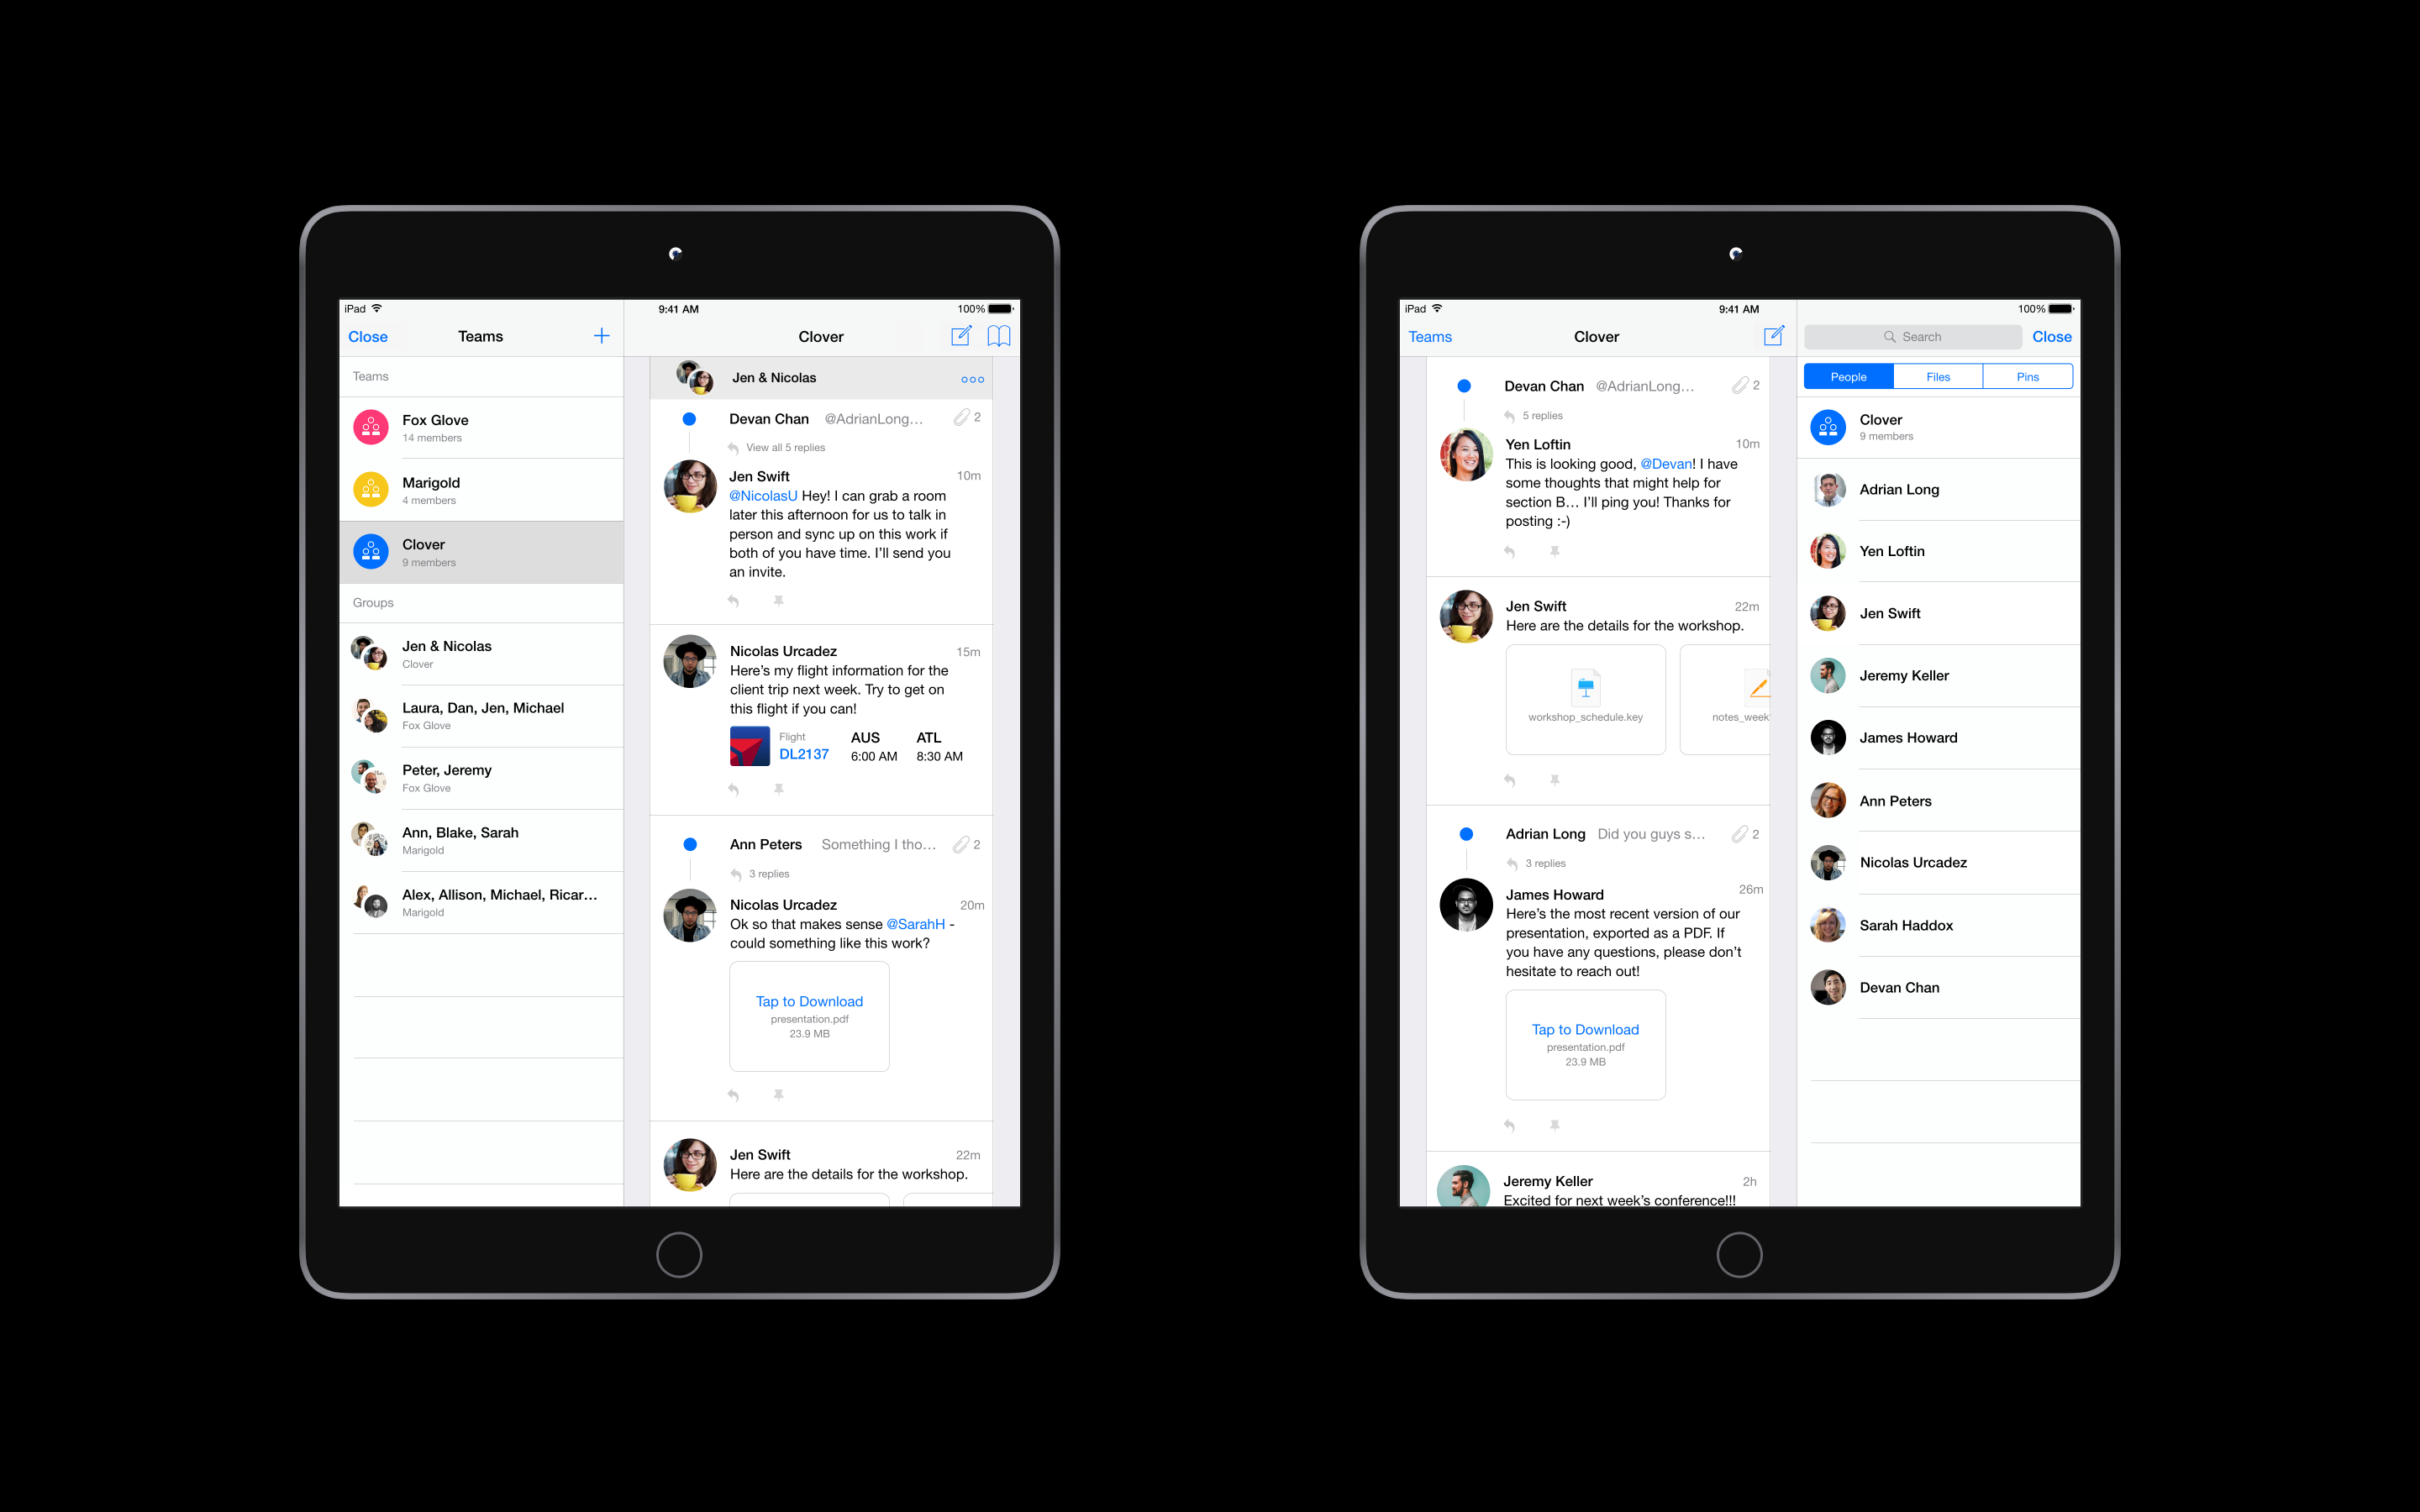 iPad
9:41 AM
100%
Close
Teams
Clover
Teams
Fox Glove
14 members
Marigold
4 members
Clover
9 members
Groups
Jen & Nicolas
Clover
Laura, Dan, Jen, Michael
Fox Glove
Peter, Jeremy
Fox Glove
Ann, Blake, Sarah
Marigold
Alex, Allison, Michael, Ricar...
Marigold
Jen & Nicolas
Devan Chan @AdrianLong... 2
View all 5 replies
Jen Swift 10m
@NicolasU Hey! I can grab a room
later this afternoon for us to talk in
person and sync up on this work if
both of you have time. I'll send you
an invite.
Nicolas Urcadez 15m
Here's my flight information for the
client trip next week. Try to get on
this flight if you can!
Flight AUS ATL
DL2137 6:00 AM 8:30 AM
Ann Peters Something I tho... 2
3 replies
Nicolas Urcadez 20m
Ok so that makes sense @SarahH -
could something like this work?
Tap to Download
presentation.pdf
23.9 MB
Jen Swift 22m
Here are the details for the workshop.
iPad
9:41 AM
100%
Teams
Clover
Search
Close
Devan Chan @AdrianLong... 2
5 replies
Yen Loftin 10m
This is looking good, @Devan! I have
some thoughts that might help for
section B... I'll ping you! Thanks for
posting :-)
Jen Swift 22m
Here are the details for the workshop.
workshop_schedule.key
notes_week
Adrian Long Did you guys s... 2
3 replies
James Howard 26m
Here's the most recent version of our
presentation, exported as a PDF. If
you have any questions, please don't
hesitate to reach out!
Tap to Download
presentation.pdf
23.9 MB
Jeremy Keller 2h
Excited for next week's conference!!!
People
Files
Pins
Clover
9 members
Adrian Long
Yen Loftin
Jen Swift
Jeremy Keller
James Howard
Ann Peters
Nicolas Urcadez
Sarah Haddox
Devan Chan